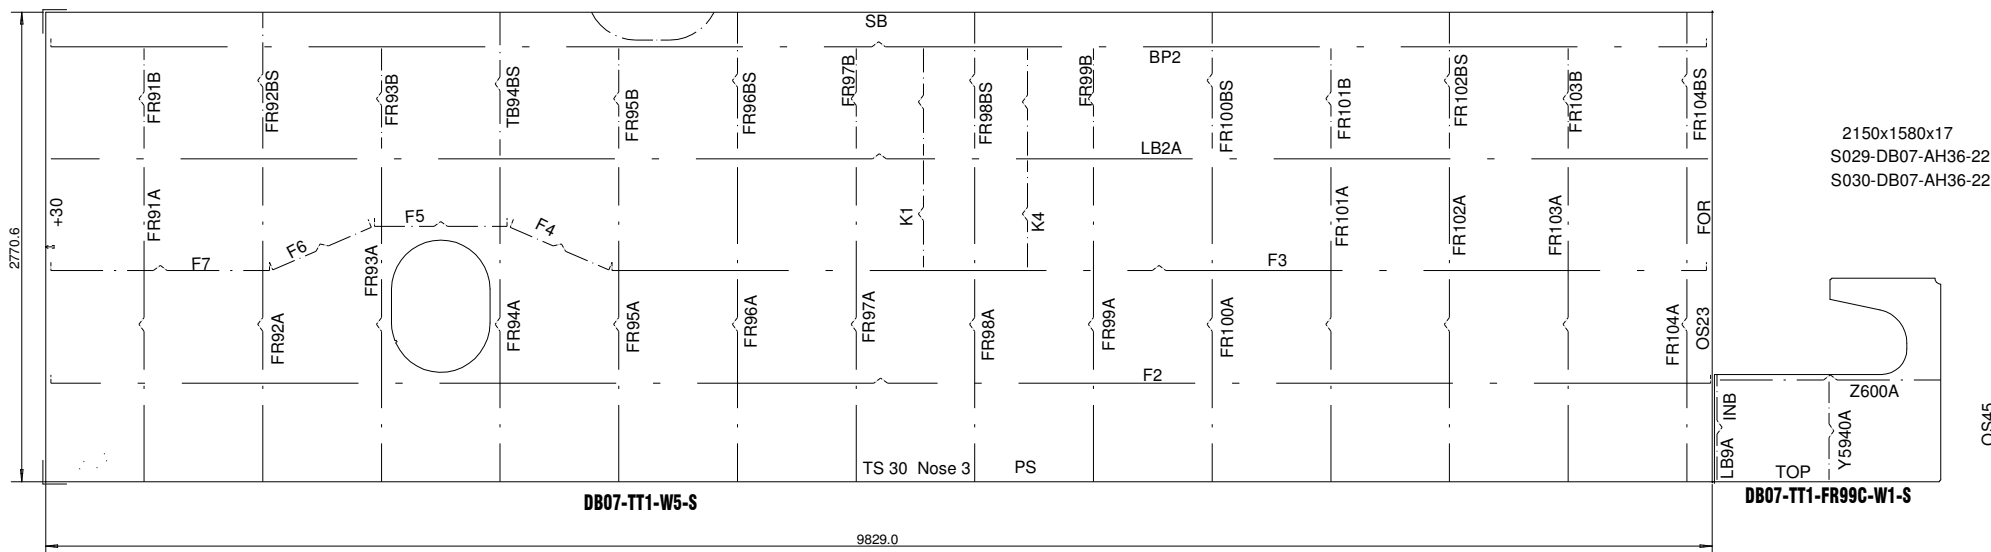 SB
BP2
FR91B
FR92BS
FR93B
TB94BS
FR95B
FR96BS
FR97B
FR98BS
FR99B
FR100BS
FR101B
FR102BS
FR103B
FR104BS
2150x1580x17
S029-DB07-AH36-22
S030-DB07-AH36-22
LB2A
+30
FR91A
F6
F5
F4
K1
K4
FR101A
FR102A
FR103A
FOR
2770.6
F7
FR93A
F3
FR92A
FR94A
FR95A
FR96A
FR97A
FR98A
FR99A
FR100A
FR104A
OS23
F2
Z600A
INB
LB9A
Y5940A
OS45
TS 30 Nose 3 PS
TOP
DB07-TT1-W5-S
DB07-TT1-FR99C-W1-S
9829.0